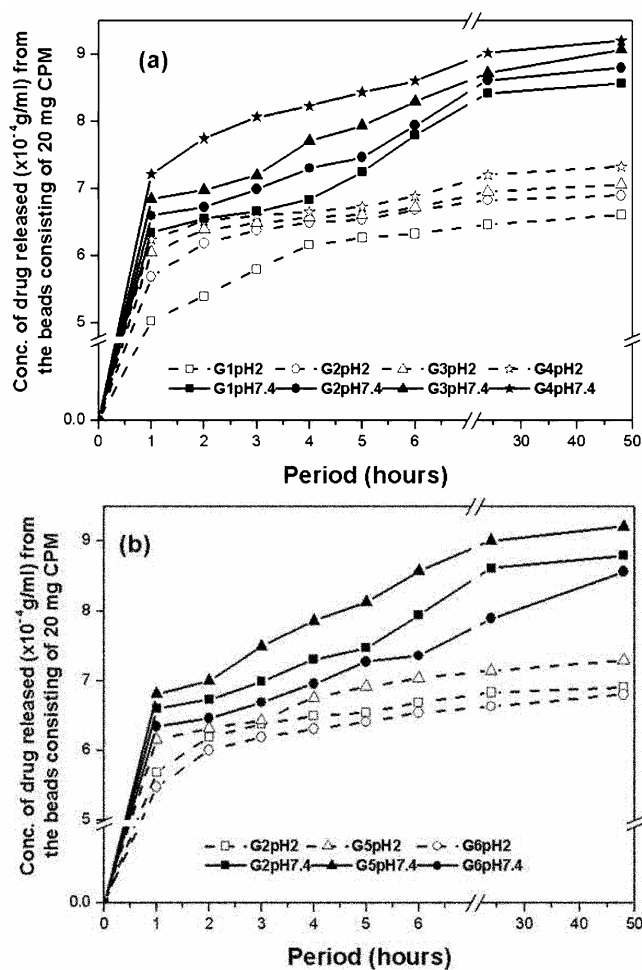 (a)
Conc. of drug released (x10⁻⁴g/ml) from
the beads consisting of 20 mg CPM
9
8
7
6
5
0.0
G1pH2 G2pH2 G3pH2 G4pH2
G1pH7.4 G2pH7.4 G3pH7.4 G4pH7.4
0 1 2 3 4 5 6 30 40 50
Period (hours)
(b)
Conc. of drug released (x10⁻⁴g/ml) from
the beads consisting of 20 mg CPM
9
8
7
6
5
0.0
G2pH2 G5pH2 G6pH2
G2pH7.4 G5pH7.4 G6pH7.4
0 1 2 3 4 5 6 30 40 50
Period (hours)